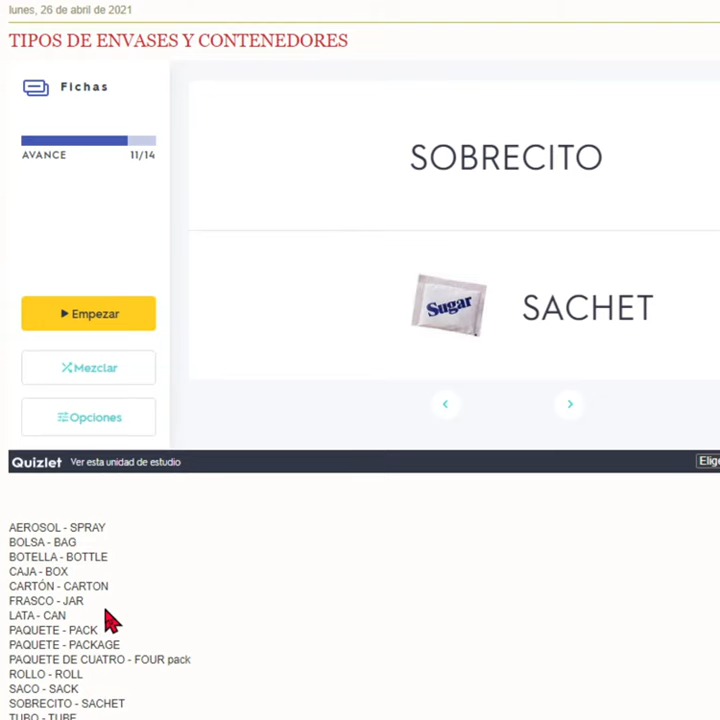 lunes, 26 de abril de 2021
TIPOS DE ENVASES Y CONTENEDORES
Fichas
AVANCE 11/14
SOBRECITO
Sugar
SACHET
Empezar
Mezclar
Opciones
Quizlet Ver esta unidad de estudio
AEROSOL - SPRAY
BOLSA - BAG
BOTELLA - BOTTLE
CAJA - BOX
CARTÓN - CARTON
FRASCO - JAR
LATA - CAN
PAQUETE - PACK
PAQUETE - PACKAGE
PAQUETE DE CUATRO - FOUR pack
ROLLO - ROLL
SACO - SACK
SOBRECITO - SACHET
TUBO - TUBE